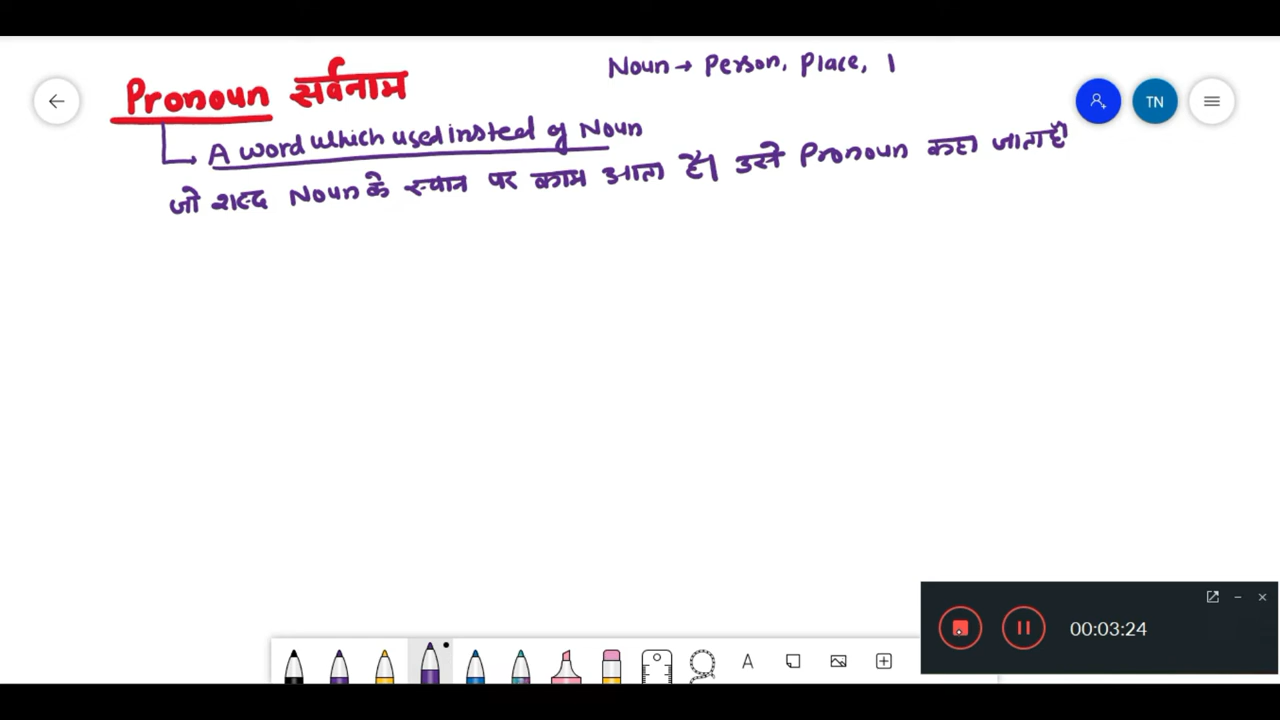 Noun → Person, Place, I
Pronoun सर्वनाम
TN
A word which used insteel of Noun
जो शब्द Noun के स्थान पर काम आता है। उसे Pronoun कहा जाता है।
00:03:24
A